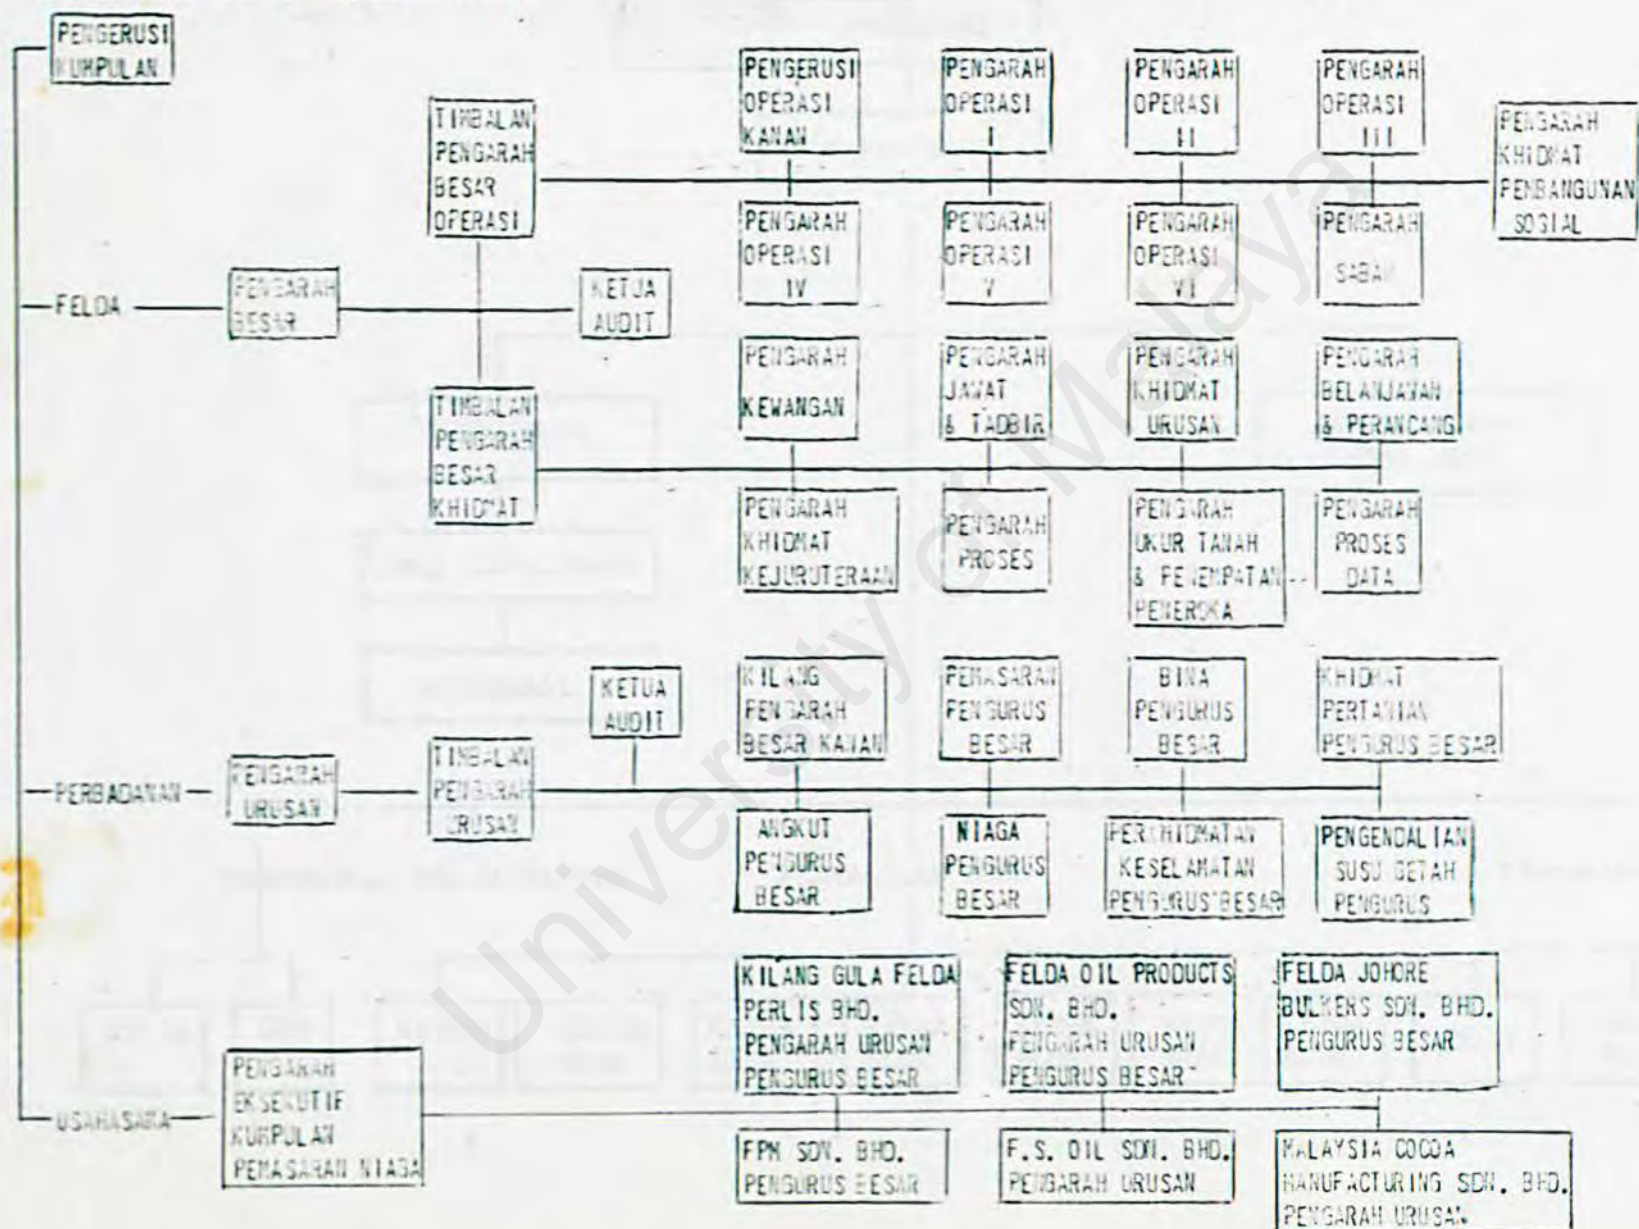 PENGERUSI
KUMPULAN
TIMBALAN
PENGARAH
BESAR
OPERASI
PENGERUSI
OPERASI
KANAN
PENGARAH
OPERASI
I
PENGARAH
OPERASI
II
PENGARAH
OPERASI
III
PENGARAH
KHIDMAT
PEMBANGUNAN
SOSIAL
PENGARAH
OPERASI
IV
PENGARAH
OPERASI
V
PENGARAH
OPERASI
VI
PENGARAH
SABAH
FELDA
PENGARAH
BESAR
KETUA
AUDIT
TIMBALAN
PENGARAH
BESAR
KHIDMAT
PENGARAH
KEWANGAN
PENGARAH
JAWAT
& TADBIR
PENGARAH
KHIDMAT
URUSAN
PENGARAH
BELANJAWAN
& PERANCANG
PENGARAH
KHIDMAT
KEJURUTERAAN
PENGARAH
PROSES
PENGARAH
UKUR TANAH
& PENEMPATAN
PENEROKA
PENGARAH
PROSES
DATA
PERBADANAN
PENGARAH
URUSAN
TIMBALAN
PENGARAH
URUSAN
KETUA
AUDIT
KILANG
PENGARAH
BESAR KANAN
PEMASARAN
PENGURUS
BESAR
BINA
PENGURUS
BESAR
KHIDMAT
PERTANIAN
PENGURUS BESAR
ANGKUT
PENGURUS
BESAR
NIAGA
PENGURUS
BESAR
PERKHIDMATAN
KESELAMATAN
PENGURUS BESAR
PENGENDALIAN
SUSU GETAH
PENGURUS
USAHASAMA
PENGARAH
EKSEKUTIF
KUMPULAN
PEMASARAN NIAGA
KILANG GULA FELDA
PERLIS BHD.
PENGARAH URUSAN
PENGURUS BESAR
FELDA OIL PRODUCTS
SDN. BHD.
PENGARAH URUSAN
PENGURUS BESAR
FELDA JOHORE
BULKERS SDN. BHD.
PENGURUS BESAR
FPM SDN. BHD.
PENGURUS BESAR
F.S. OIL SDN. BHD.
PENGARAH URUSAN
MALAYSIA COCOA
MANUFACTURING SDN. BHD.
PENGARAH URUSAN
University of Malaya